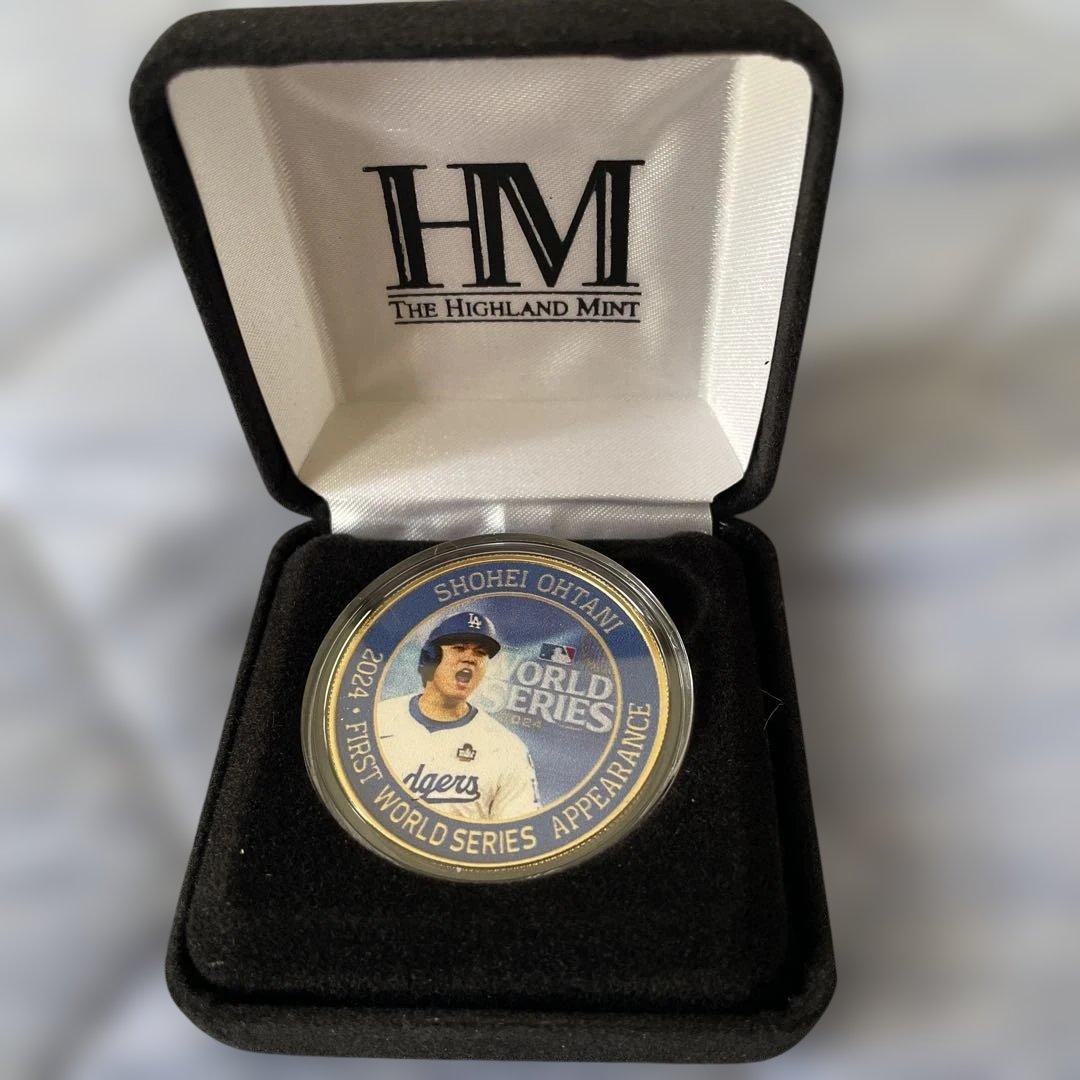 HM
THE HIGHLAND MINT
SHOHEI OHTANI
LA
WORLD
SERIES
2024
dgers
2024 • FIRST WORLD SERIES APPEARANCE